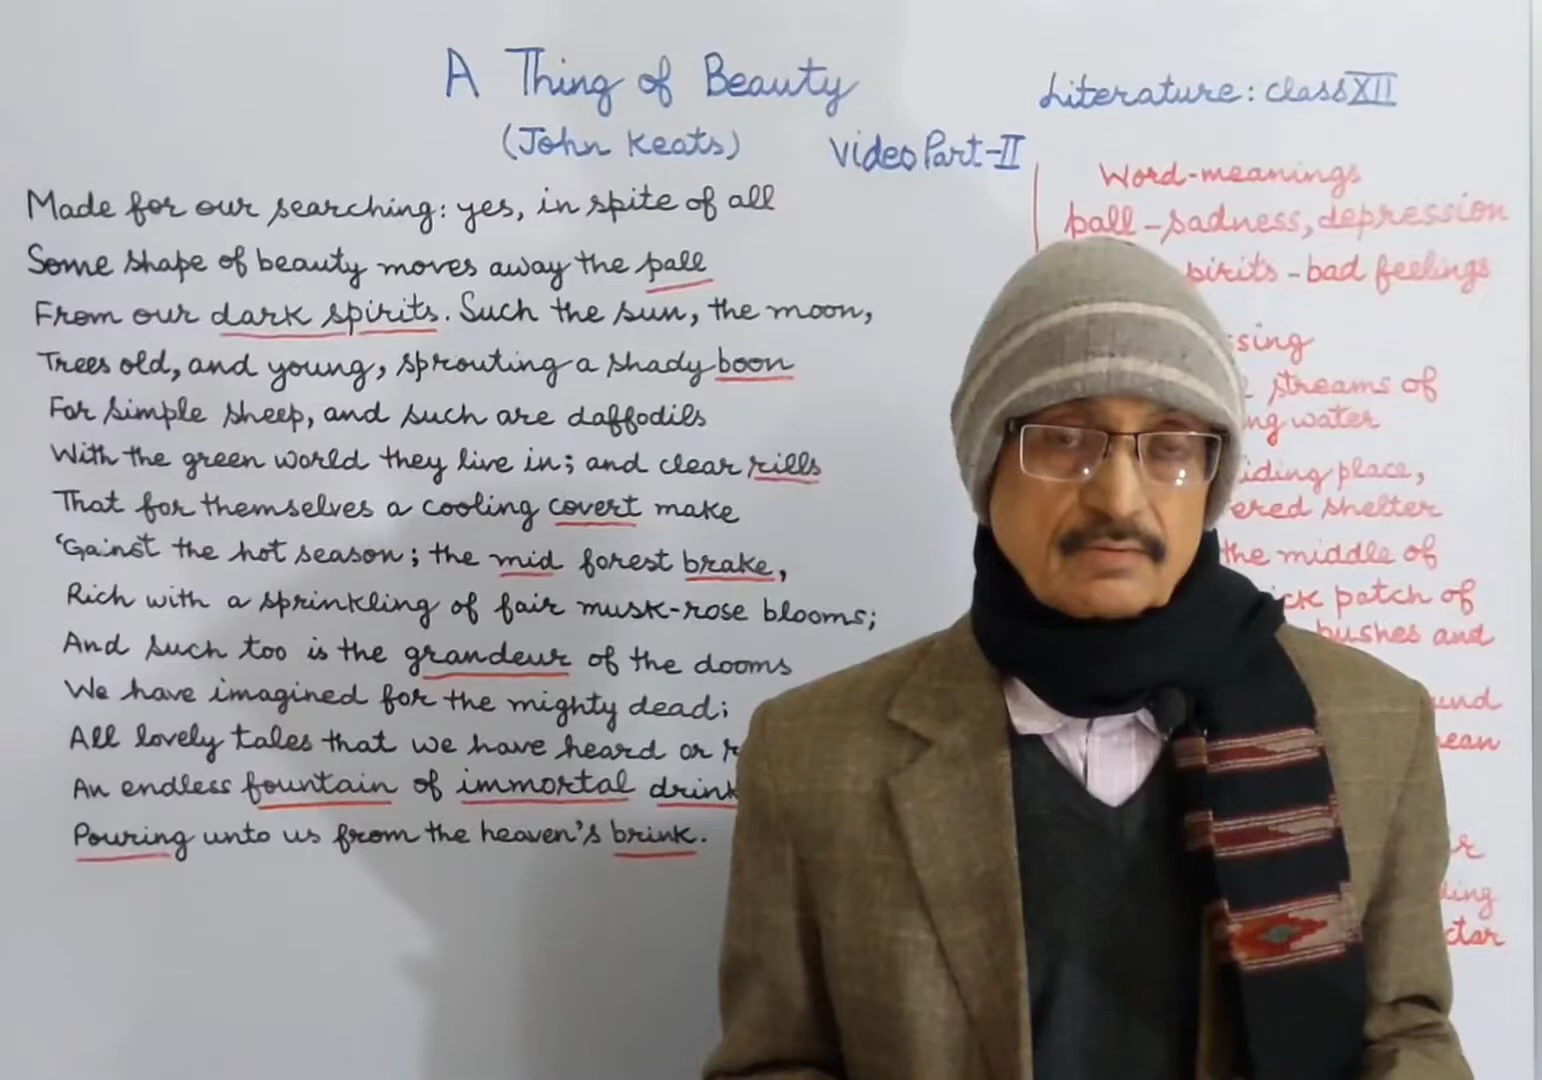 A Thing of Beauty
(John Keats)
Video Part-II
Literature: class XII
Made for our searching: yes, in spite of all
Some shape of beauty moves away the pall
From our dark spirits. Such the sun, the moon,
Trees old, and young, sprouting a shady boon
For simple sheep, and such are daffodils
With the green world they live in; and clear rills
That for themselves a cooling covert make
'Gainst the hot season; the mid forest brake,
Rich with a sprinkling of fair musk-rose blooms;
And such too is the grandeur of the dooms
We have imagined for the mighty dead;
All lovely tales that we have heard or
An endless fountain of immortal drink
Pouring unto us from the heaven's brink.
Word-meanings
pall - sadness, depression
pirits - bad feelings
streams of
water
place,
shelter
the middle of
patch of
bushes and